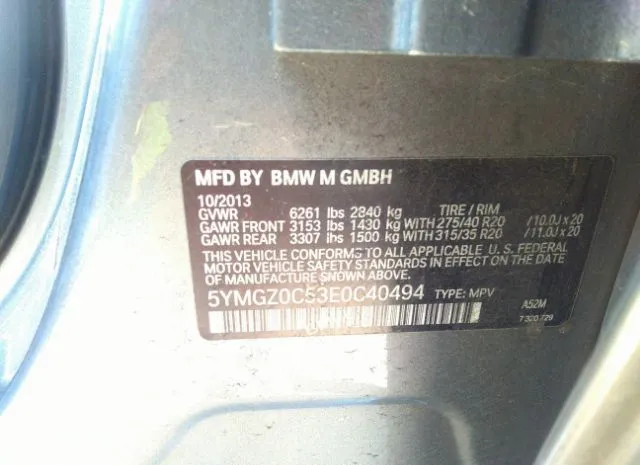 MFD BY BMW M GMBH
10/2013
GVWR 6261 lbs 2840 kg TIRE / RIM
GAWR FRONT 3153 lbs 1430 kg WITH 275/40 R20 /10.0J x 20
GAWR REAR 3307 lbs 1500 kg WITH 315/35 R20 /11.0J x 20
THIS VEHICLE CONFORMS TO ALL APPLICABLE U. S. FEDERAL
MOTOR VEHICLE SAFETY STANDARDS IN EFFECT ON THE DATE
OF MANUFACTURE SHOWN ABOVE.
5YMGZ0C53E0C40494 TYPE: MPV A52M
7 320 729